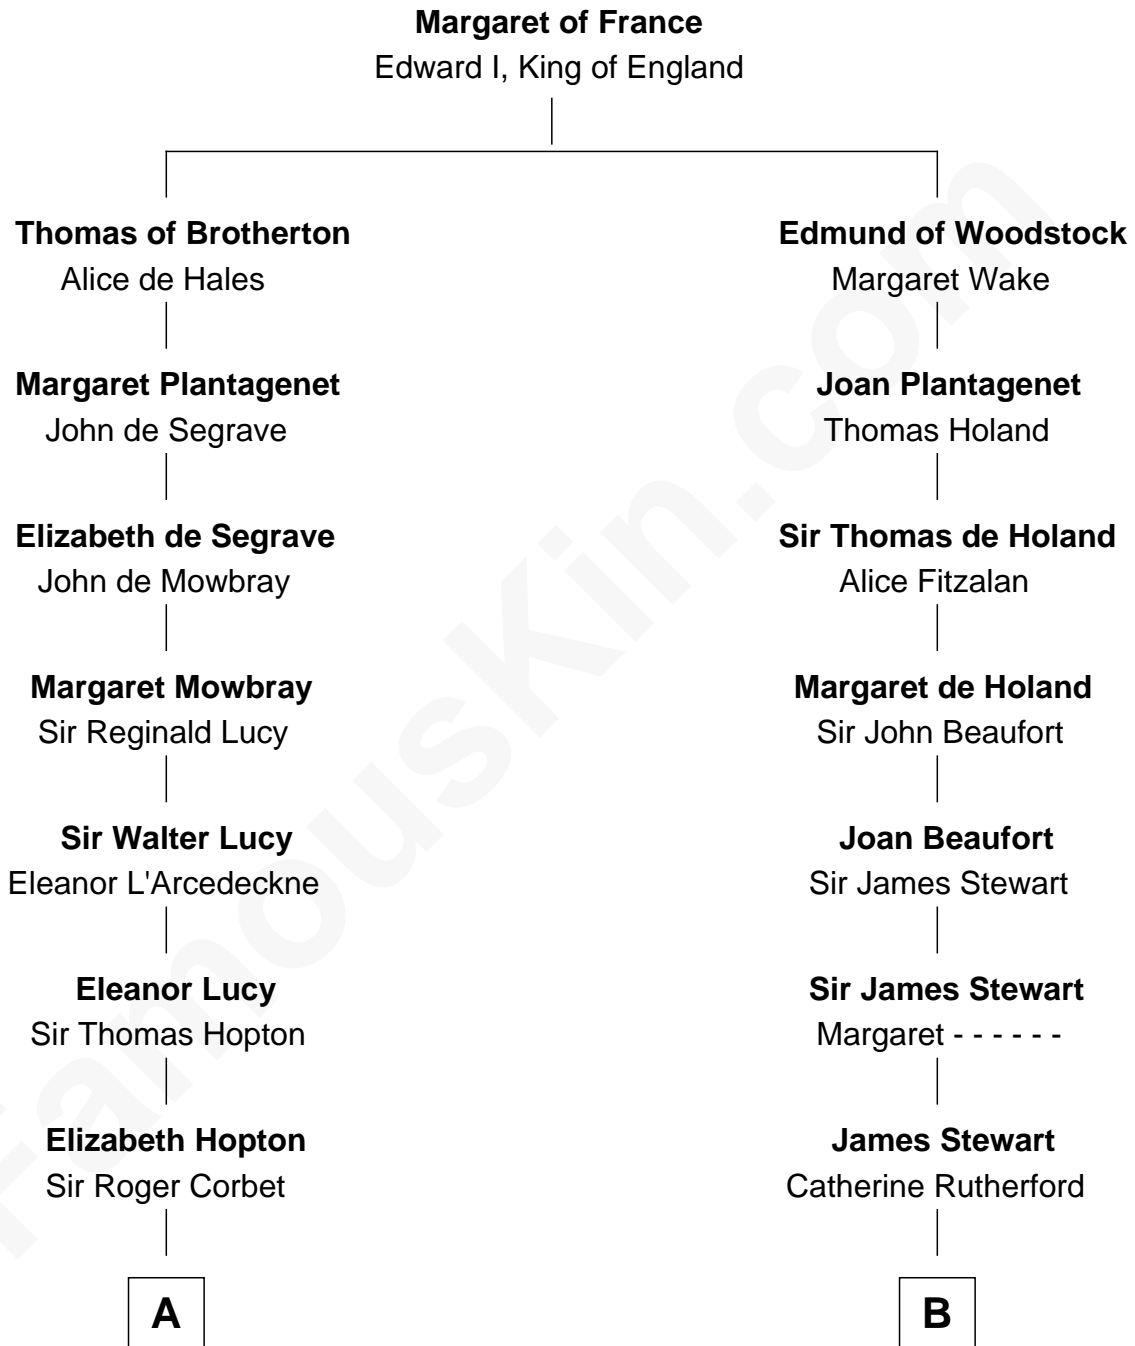 Margaret of France
Edward I, King of England
Thomas of Brotherton
Alice de Hales
Edmund of Woodstock
Margaret Wake
Margaret Plantagenet
John de Segrave
Joan Plantagenet
Thomas Holand
Elizabeth de Segrave
John de Mowbray
Sir Thomas de Holand
Alice Fitzalan
Margaret Mowbray
Sir Reginald Lucy
Margaret de Holand
Sir John Beaufort
Sir Walter Lucy
Eleanor L'Arcedeckne
Joan Beaufort
Sir James Stewart
Eleanor Lucy
Sir Thomas Hopton
Sir James Stewart
Margaret - - - - - -
Elizabeth Hopton
Sir Roger Corbet
James Stewart
Catherine Rutherford
A
B
FamousKin.com